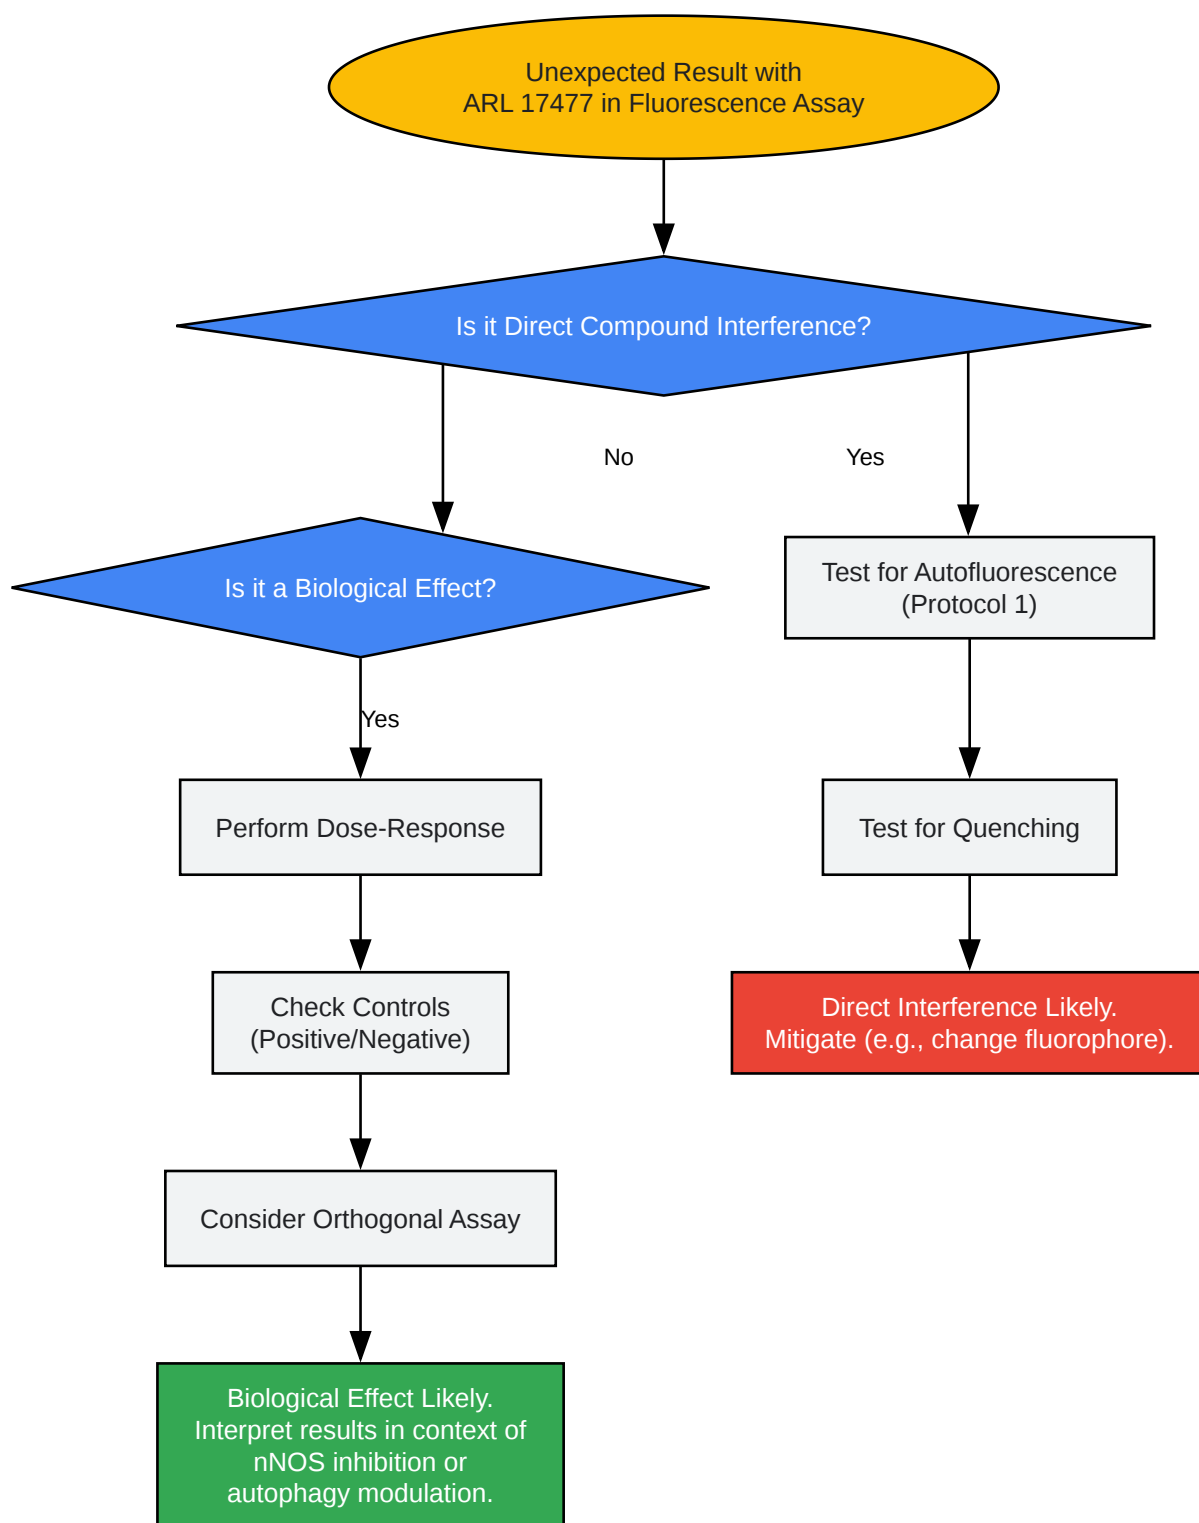 Unexpected Result with
ARL 17477 in Fluorescence Assay
Is it Direct Compound Interference?
No
Yes
Is it a Biological Effect?
Test for Autofluorescence
(Protocol 1)
Yes
Perform Dose-Response
Test for Quenching
Check Controls
(Positive/Negative)
Direct Interference Likely.
Mitigate (e.g., change fluorophore).
Consider Orthogonal Assay
Biological Effect Likely.
Interpret results in context of
nNOS inhibition or
autophagy modulation.